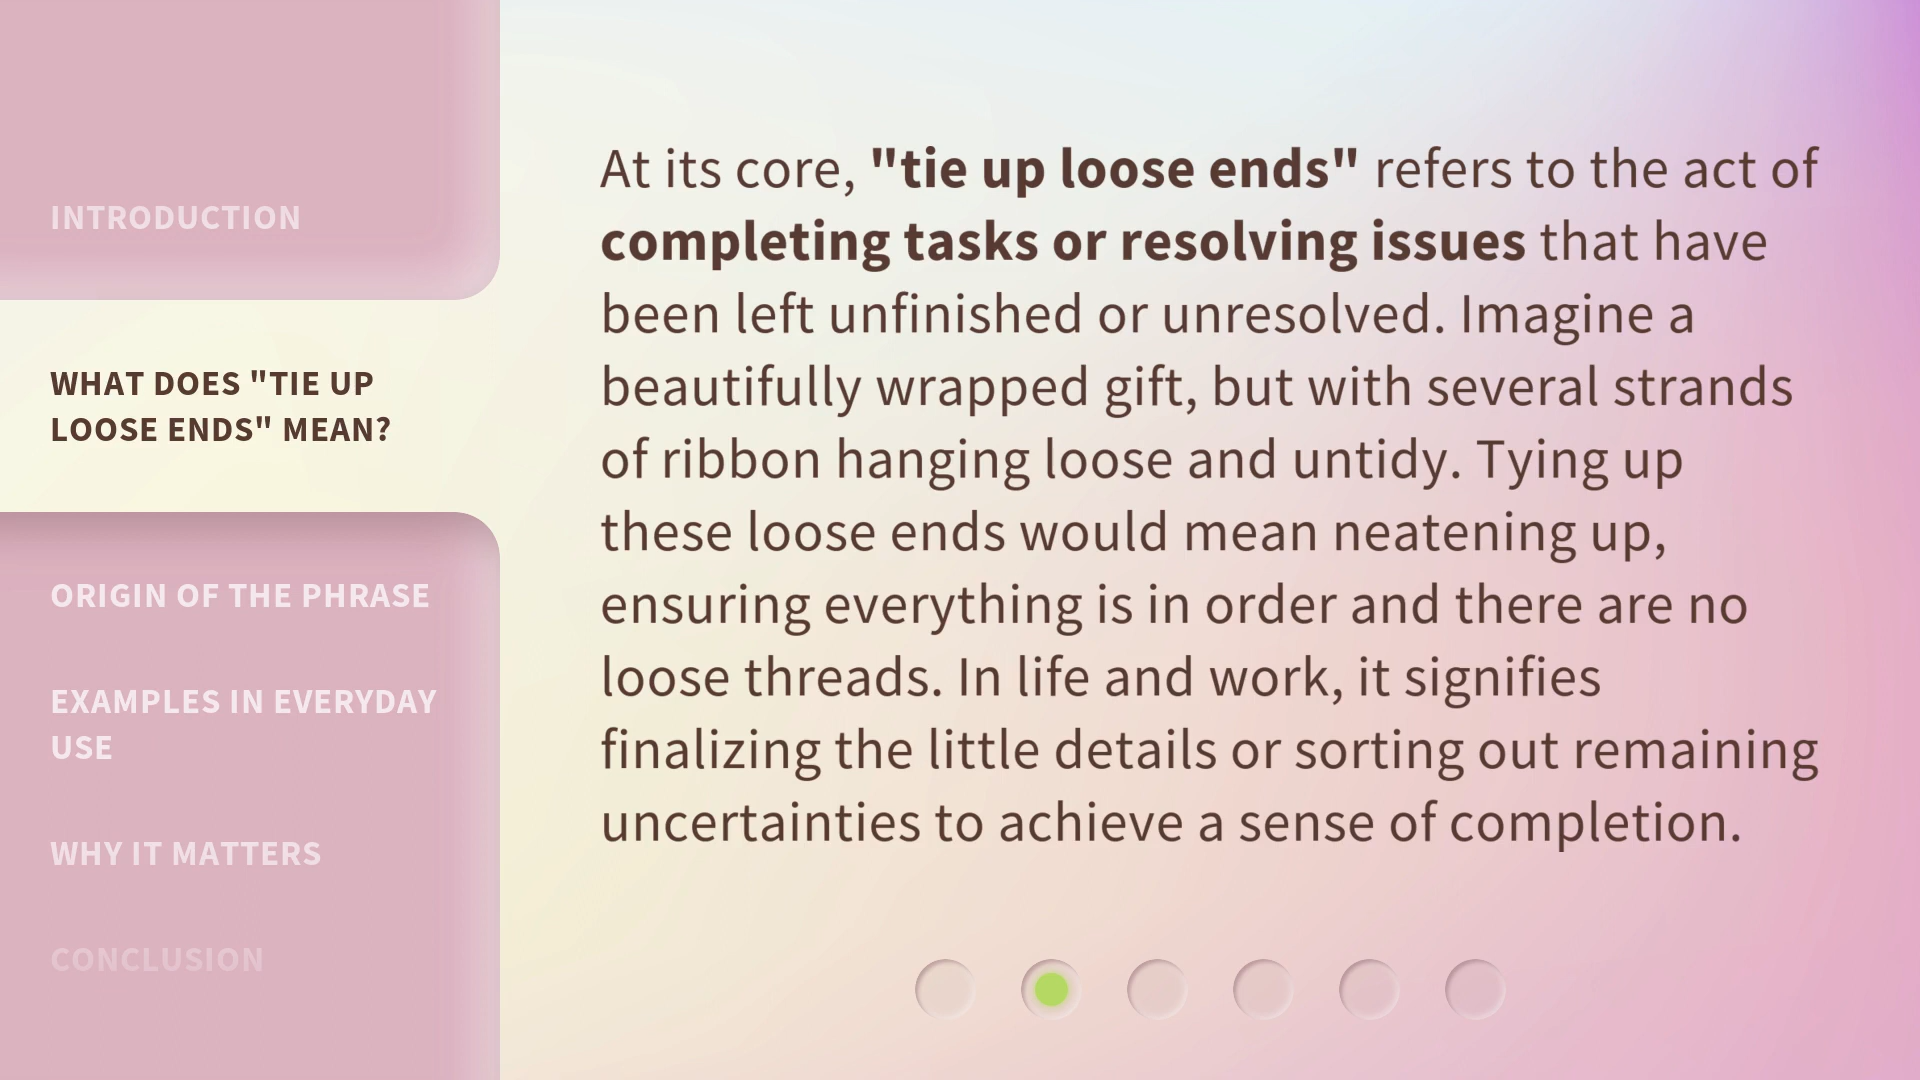 INTRODUCTION
WHAT DOES "TIE UP
LOOSE ENDS" MEAN?
ORIGIN OF THE PHRASE
EXAMPLES IN EVERYDAY
USE
WHY IT MATTERS
CONCLUSION
At its core, "tie up loose ends" refers to the act of
completing tasks or resolving issues that have
been left unfinished or unresolved. Imagine a
beautifully wrapped gift, but with several strands
of ribbon hanging loose and untidy. Tying up
these loose ends would mean neatening up,
ensuring everything is in order and there are no
loose threads. In life and work, it signifies
finalizing the little details or sorting out remaining
uncertainties to achieve a sense of completion.